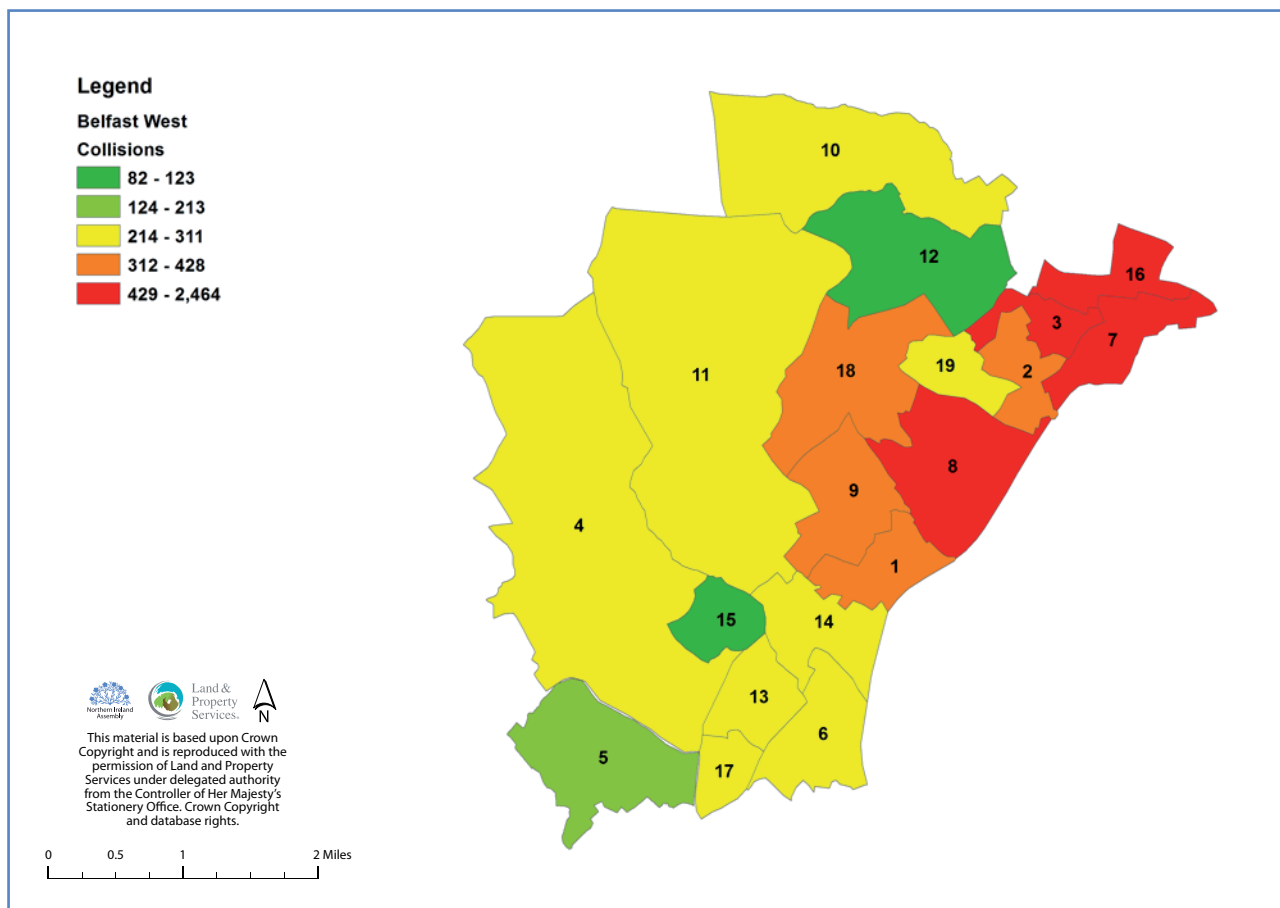 Legend
Belfast West
Collisions
82 - 123
124 - 213
214 - 311
312 - 428
429 - 2,464
10
12
16
3
7
2
19
18
11
8
9
4
1
15
14
13
6
5
17
Northern Ireland
Assembly
Land &
Property
Services.
N
This material is based upon Crown
Copyright and is reproduced with the
permission of Land and Property
Services under delegated authority
from the Controller of Her Majesty's
Stationery Office. Crown Copyright
and database rights.
0 0.5 1 2 Miles